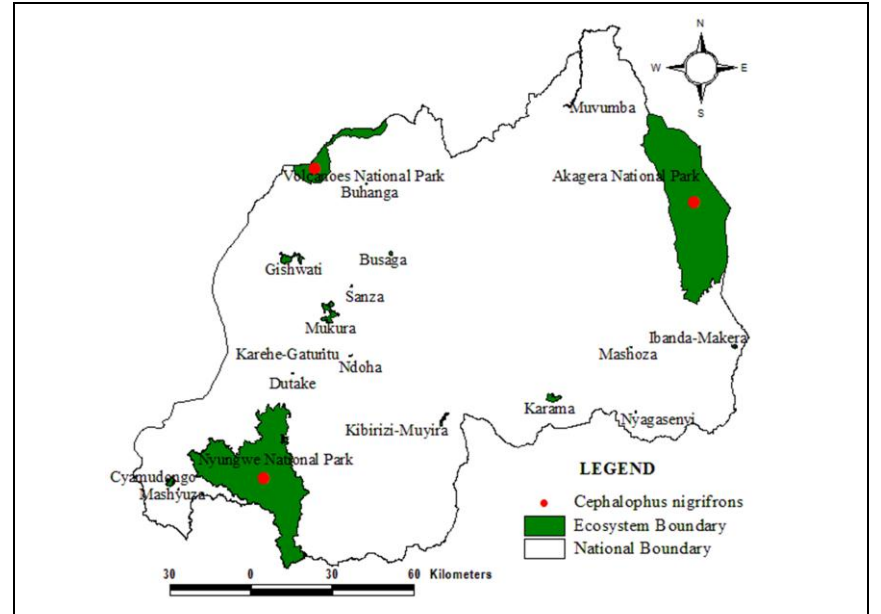 N
W E
S
Muvumba
Volcanoes National Park
Akagera National Park
Buhanga
Gishwati
Busaga
Sanza
Mukura
Karehe-Gaturitu
Ndoha
Dutake
Ibanda-Makera
Mashoza
Karama
Nyagasenyi
Kibirizi-Muyira
Nyungwe National Park
Cyamudongo
Mashyuza
LEGEND
Cephalophus nigrifrons
Ecosystem Boundary
National Boundary
30 0 30 60 Kilometers